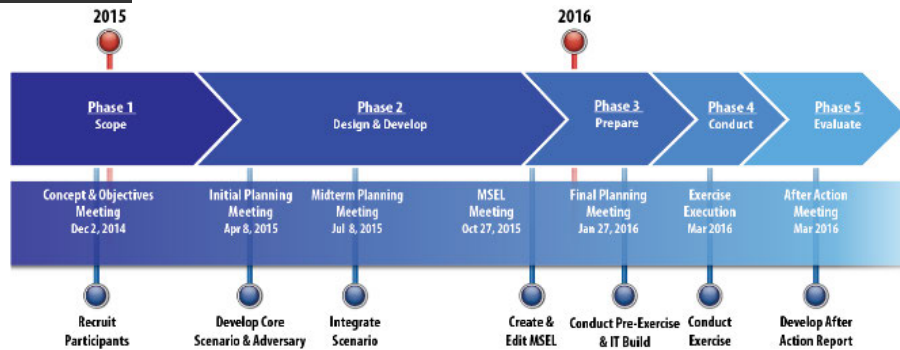 2015
2016
Phase 1
Scope
Phase 2
Design & Develop
Phase 3
Prepare
Phase 4
Conduct
Phase 5
Evaluate
Concept & Objectives
Meeting
Dec 2, 2014
Initial Planning
Meeting
Apr 8, 2015
Midterm Planning
Meeting
Jul 8, 2015
MSEL
Meeting
Oct 27, 2015
Final Planning
Meeting
Jan 27, 2016
Exercise
Execution
Mar 2016
After Action
Meeting
Mar 2016
Recruit
Participants
Develop Core
Scenario & Adversary
Integrate
Scenario
Create &
Edit MSEL
Conduct Pre-Exercise
& IT Build
Conduct
Exercise
Develop After
Action Report